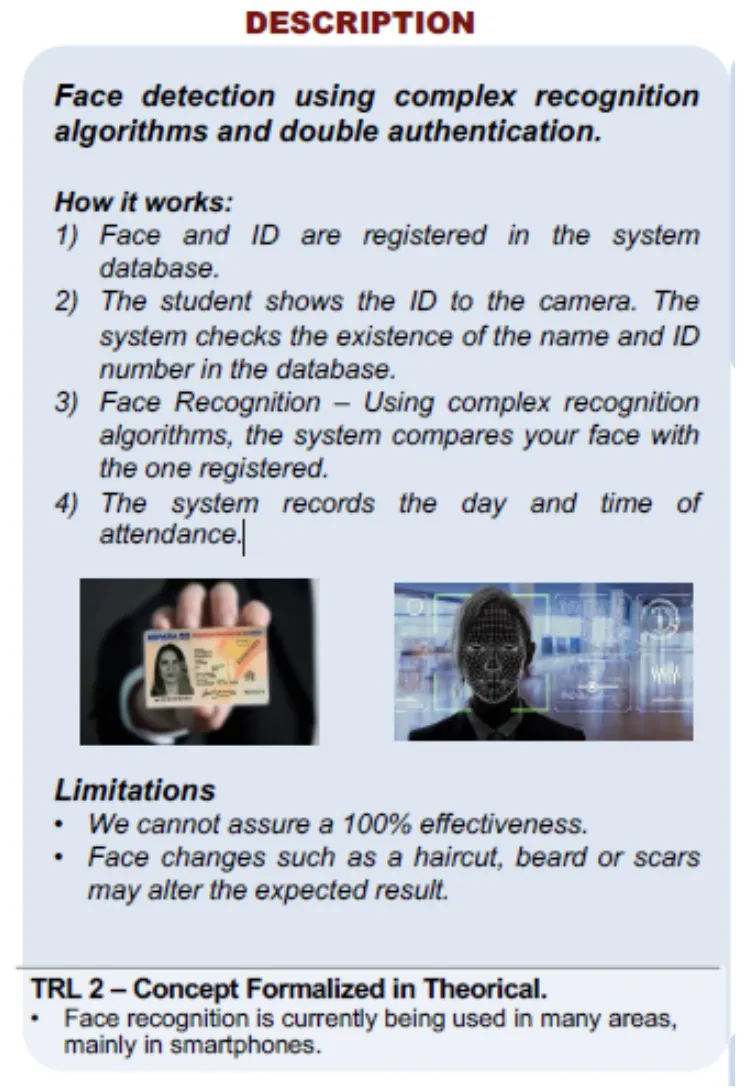 DESCRIPTION
Face detection using complex recognition
algorithms and double authentication.
How it works:
1) Face and ID are registered in the system
database.
2) The student shows the ID to the camera. The
system checks the existence of the name and ID
number in the database.
3) Face Recognition – Using complex recognition
algorithms, the system compares your face with
the one registered.
4) The system records the day and time of
attendance.
ESPAÑA
Limitations
• We cannot assure a 100% effectiveness.
• Face changes such as a haircut, beard or scars
may alter the expected result.
TRL 2 – Concept Formalized in Theorical.
• Face recognition is currently being used in many areas,
mainly in smartphones.